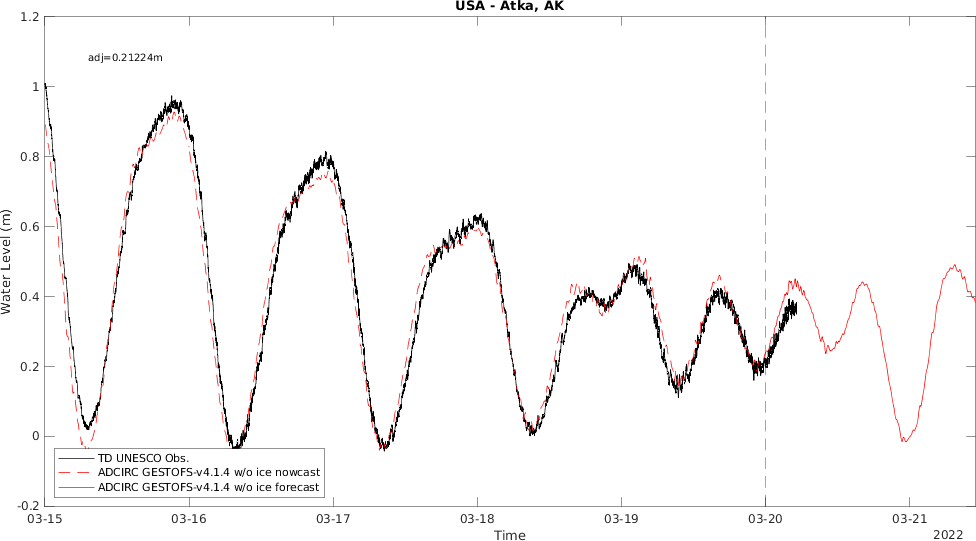 USA - Atka, AK
adj=0.21224m
1.2
1
0.8
0.6
0.4
0.2
0
-0.2
Water Level (m)
TD UNESCO Obs.
ADCIRC GESTOFS-v4.1.4 w/o ice nowcast
ADCIRC GESTOFS-v4.1.4 w/o ice forecast
03-15 03-16 03-17 03-18 03-19 03-20 03-21
Time
2022